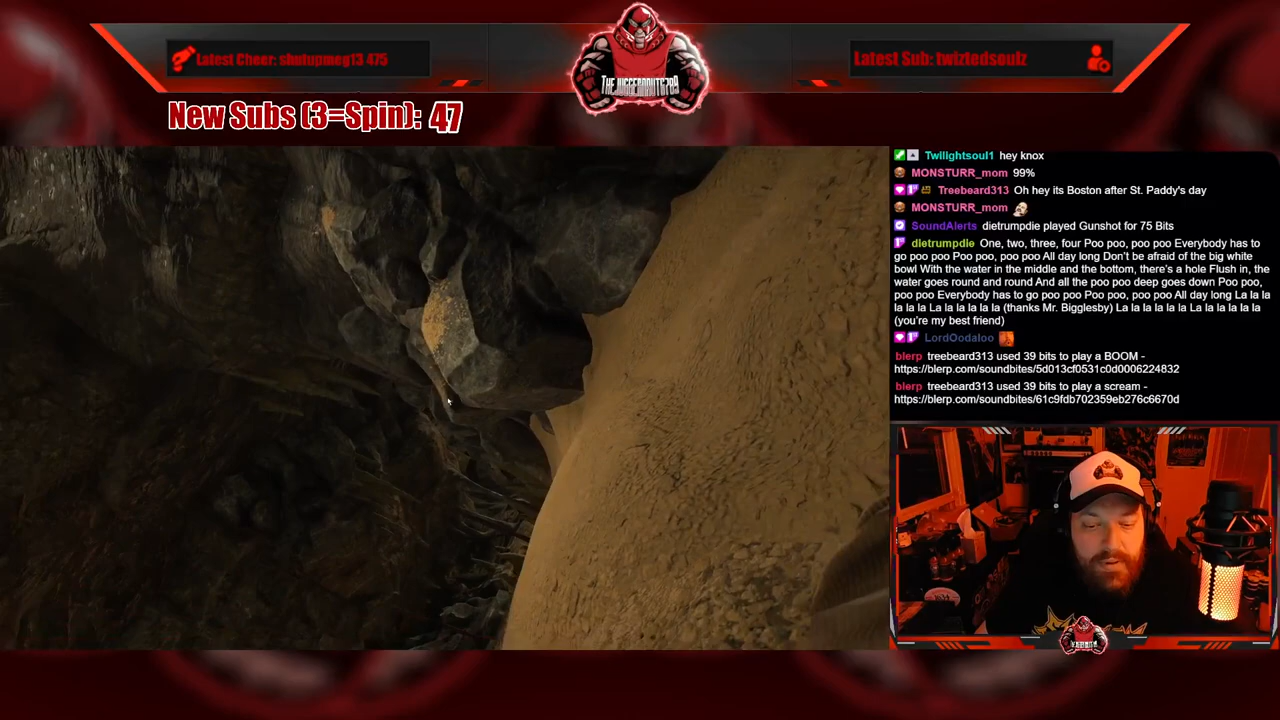 Latest Cheer: shutupmeg13 475
THEJUGGERNAUT6789
Latest Sub: twiztedsoulz
New Subs (3=Spin): 47
Twilightsoul1 hey knox
MONSTURR_mom 99%
Treebeard313 Oh hey its Boston after St. Paddy's day
MONSTURR_mom
SoundAlerts dietrumpdie played Gunshot for 75 Bits
dietrumpdie One, two, three, four Poo poo, poo poo Everybody has to
go poo poo Poo poo, poo poo All day long Don't be afraid of the big white
bowl With the water in the middle and the bottom, there's a hole Flush in, the
water goes round and round And all the poo poo deep goes down Poo poo,
poo poo Everybody has to go poo poo Poo poo, poo poo All day long La la la
la la la La la la la la la (thanks Mr. Bigglesby) La la la la la la La la la la la la
(you're my best friend)
LordOodaloo
blerp treebeard313 used 39 bits to play a BOOM -
https://blerp.com/soundbites/5d013cf0531c0d0006224832
blerp treebeard313 used 39 bits to play a scream -
https://blerp.com/soundbites/61c9fdb702359eb276c6670d